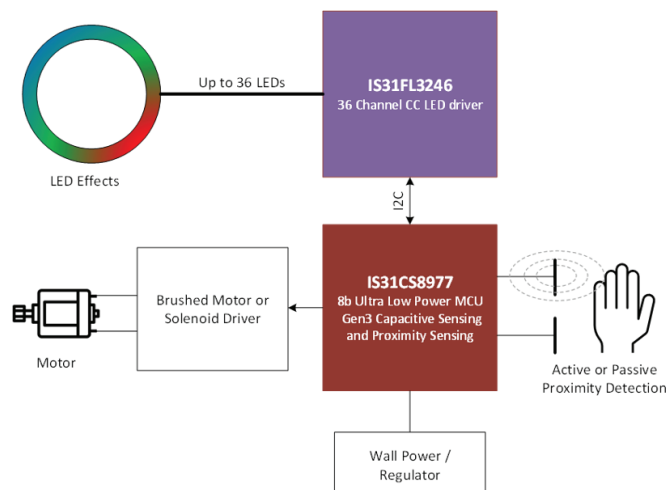 Up to 36 LEDs
IS31FL3246
36 Channel CC LED driver
LED Effects
I2C
IS31CS8977
8b Ultra Low Power MCU
Gen3 Capacitive Sensing
and Proximity Sensing
Brushed Motor or
Solenoid Driver
Motor
Active or Passive
Proximity Detection
Wall Power /
Regulator